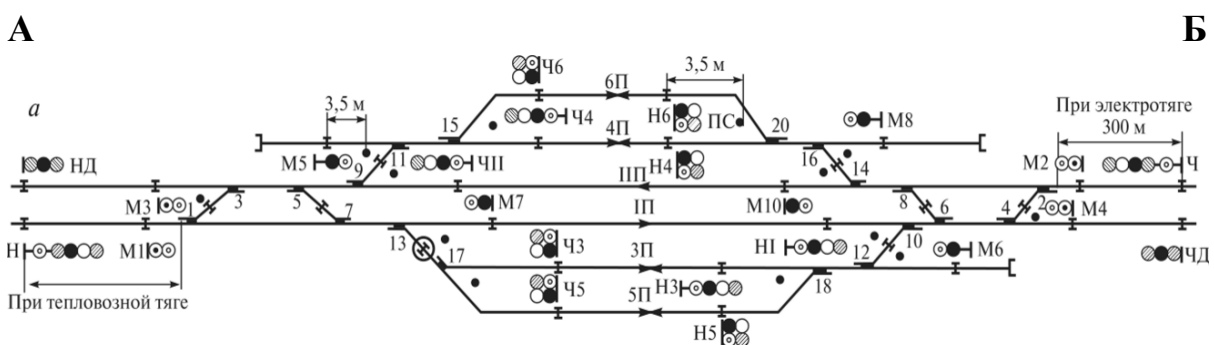 А Б
а
Ч6
6П
3,5 м
3,5 м
Ч4
Н6
ПС
М8
При электротяге
300 м
15
4П
20
НД
М5
11
ЧII
Н4
16
М2
Ч
9
IIП
14
М3
1
3
5
7
М7
IП
М10
8
6
4
2
М4
Н
М1
13
17
Ч3
3П
НI
12
10
М6
ЧД
При тепловозной тяге
Ч5
5П
Н3
18
Н5